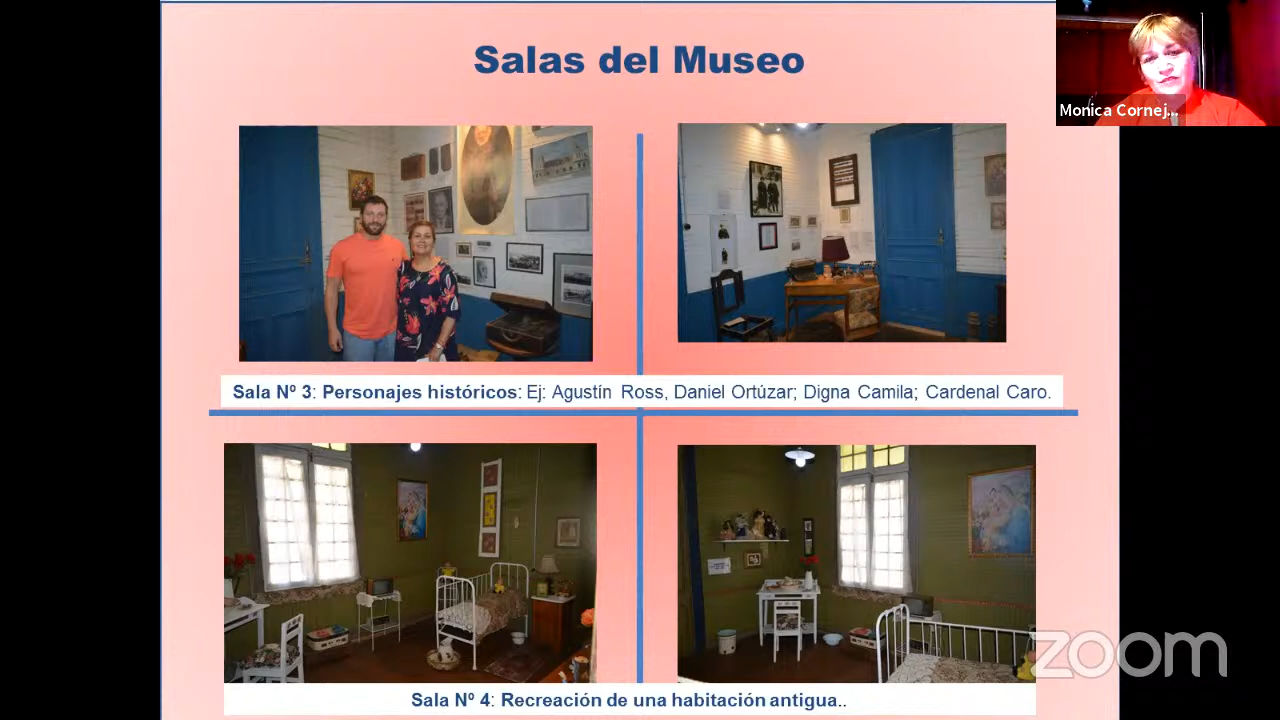 Salas del Museo
Monica Cornej...
Sala Nº 3: Personajes históricos: Ej: Agustín Ross, Daniel Ortúzar; Digna Camila; Cardenal Caro.
Sala Nº 4: Recreación de una habitación antigua..
zoom